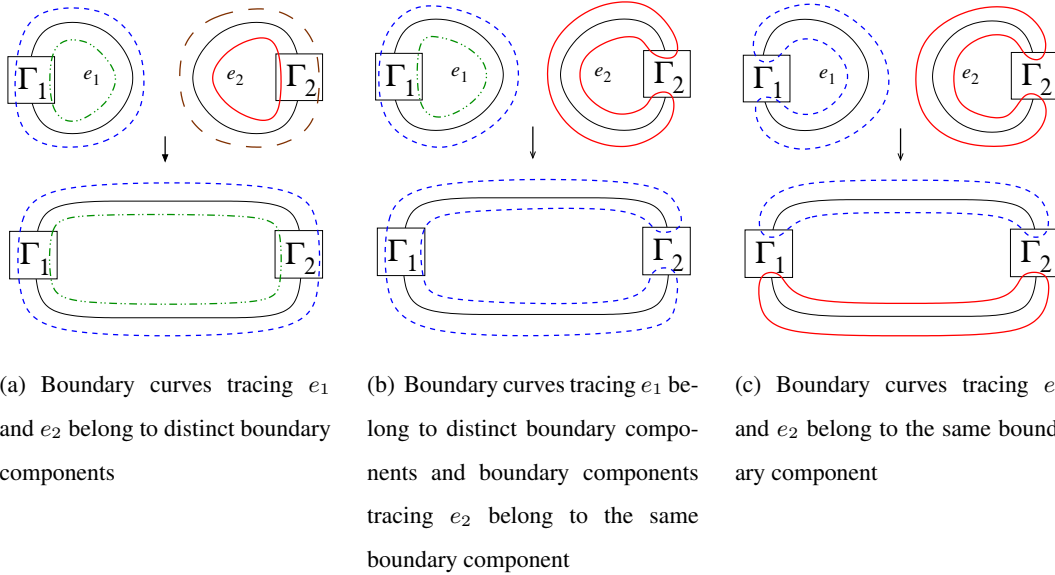 Γ1 e1 e2 Γ2 Γ1 e1 e2 Γ2 Γ1 e1 e2 Γ2
Γ1 Γ2 Γ1 Γ2 Γ1 Γ2
(a) Boundary curves tracing e1
and e2 belong to distinct boundary
components
(b) Boundary curves tracing e1 be-
long to distinct boundary compo-
nents and boundary components
tracing e2 belong to the same
boundary component
(c) Boundary curves tracing e
and e2 belong to the same bound
ary component